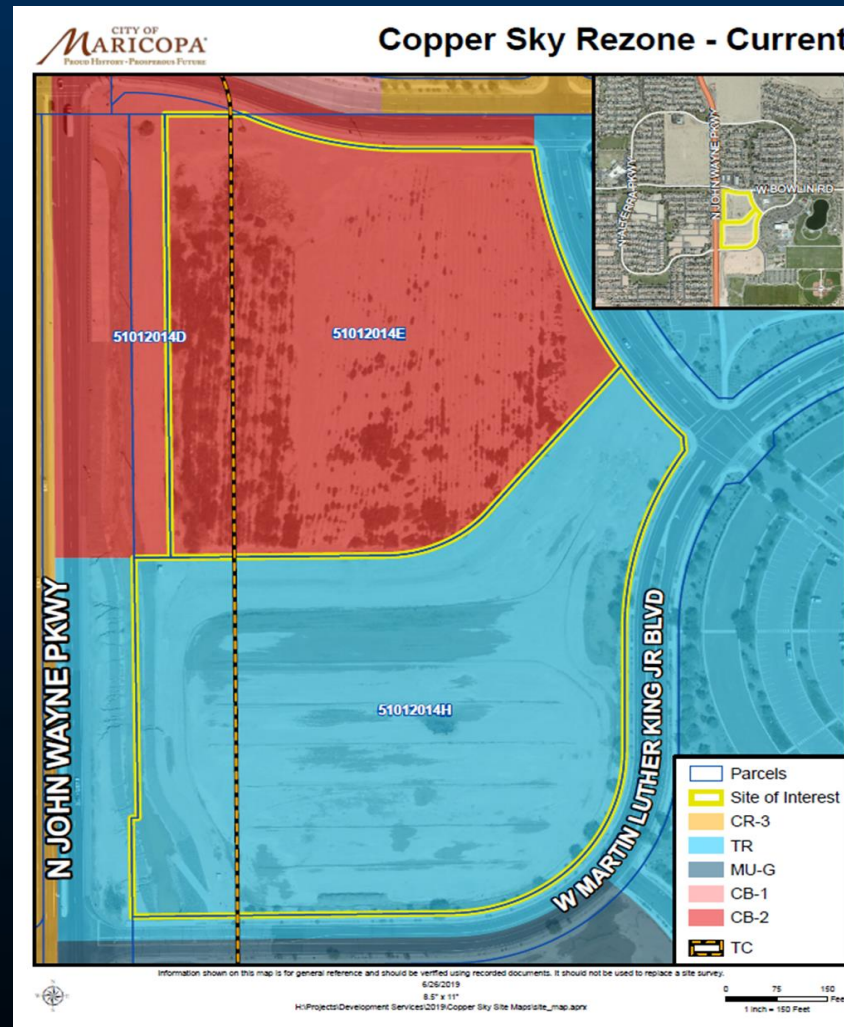 CITY OF
MARICOPA
PROUD HISTORY • PROSPEROUS FUTURE
Copper Sky Rezone - Current
N ALTERRA PKWY
N JOHN WAYNE PKWY
W BOWLIN RD
51012014D
51012014E
51012014H
N JOHN WAYNE PKWY
W MARTIN LUTHER KING JR BLVD
Parcels
Site of Interest
CR-3
TR
MU-G
CB-1
CB-2
TC
Information shown on this map is for general reference and should be verified using recorded documents. It should not be used to replace a site survey.
6/26/2019
8.5" x 11"
H:\Projects\Development Services\2019\Copper Sky Site Maps\site_map.aprx
0 75 150
Feet
1 inch = 150 Feet